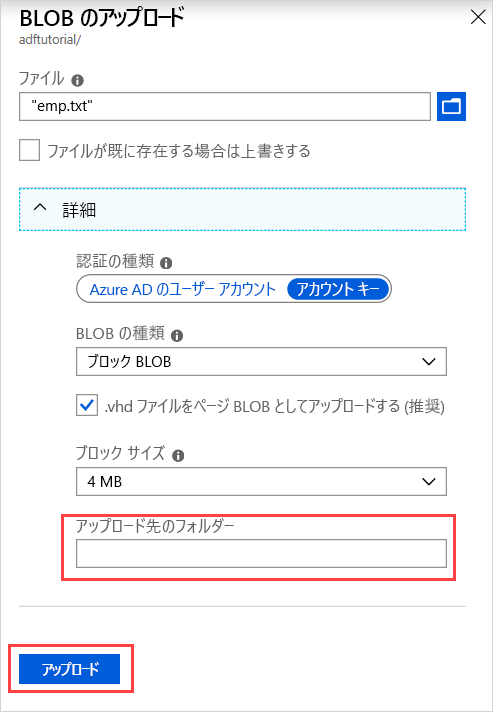 BLOB のアップロード
adftutorial/
ファイル
"emp.txt"
ファイルが既に存在する場合は上書きする
詳細
認証の種類
Azure AD のユーザー アカウント アカウント キー
BLOB の種類
ブロック BLOB
.vhd ファイルをページ BLOB としてアップロードする (推奨)
ブロック サイズ
4 MB
アップロード先のフォルダー
アップロード